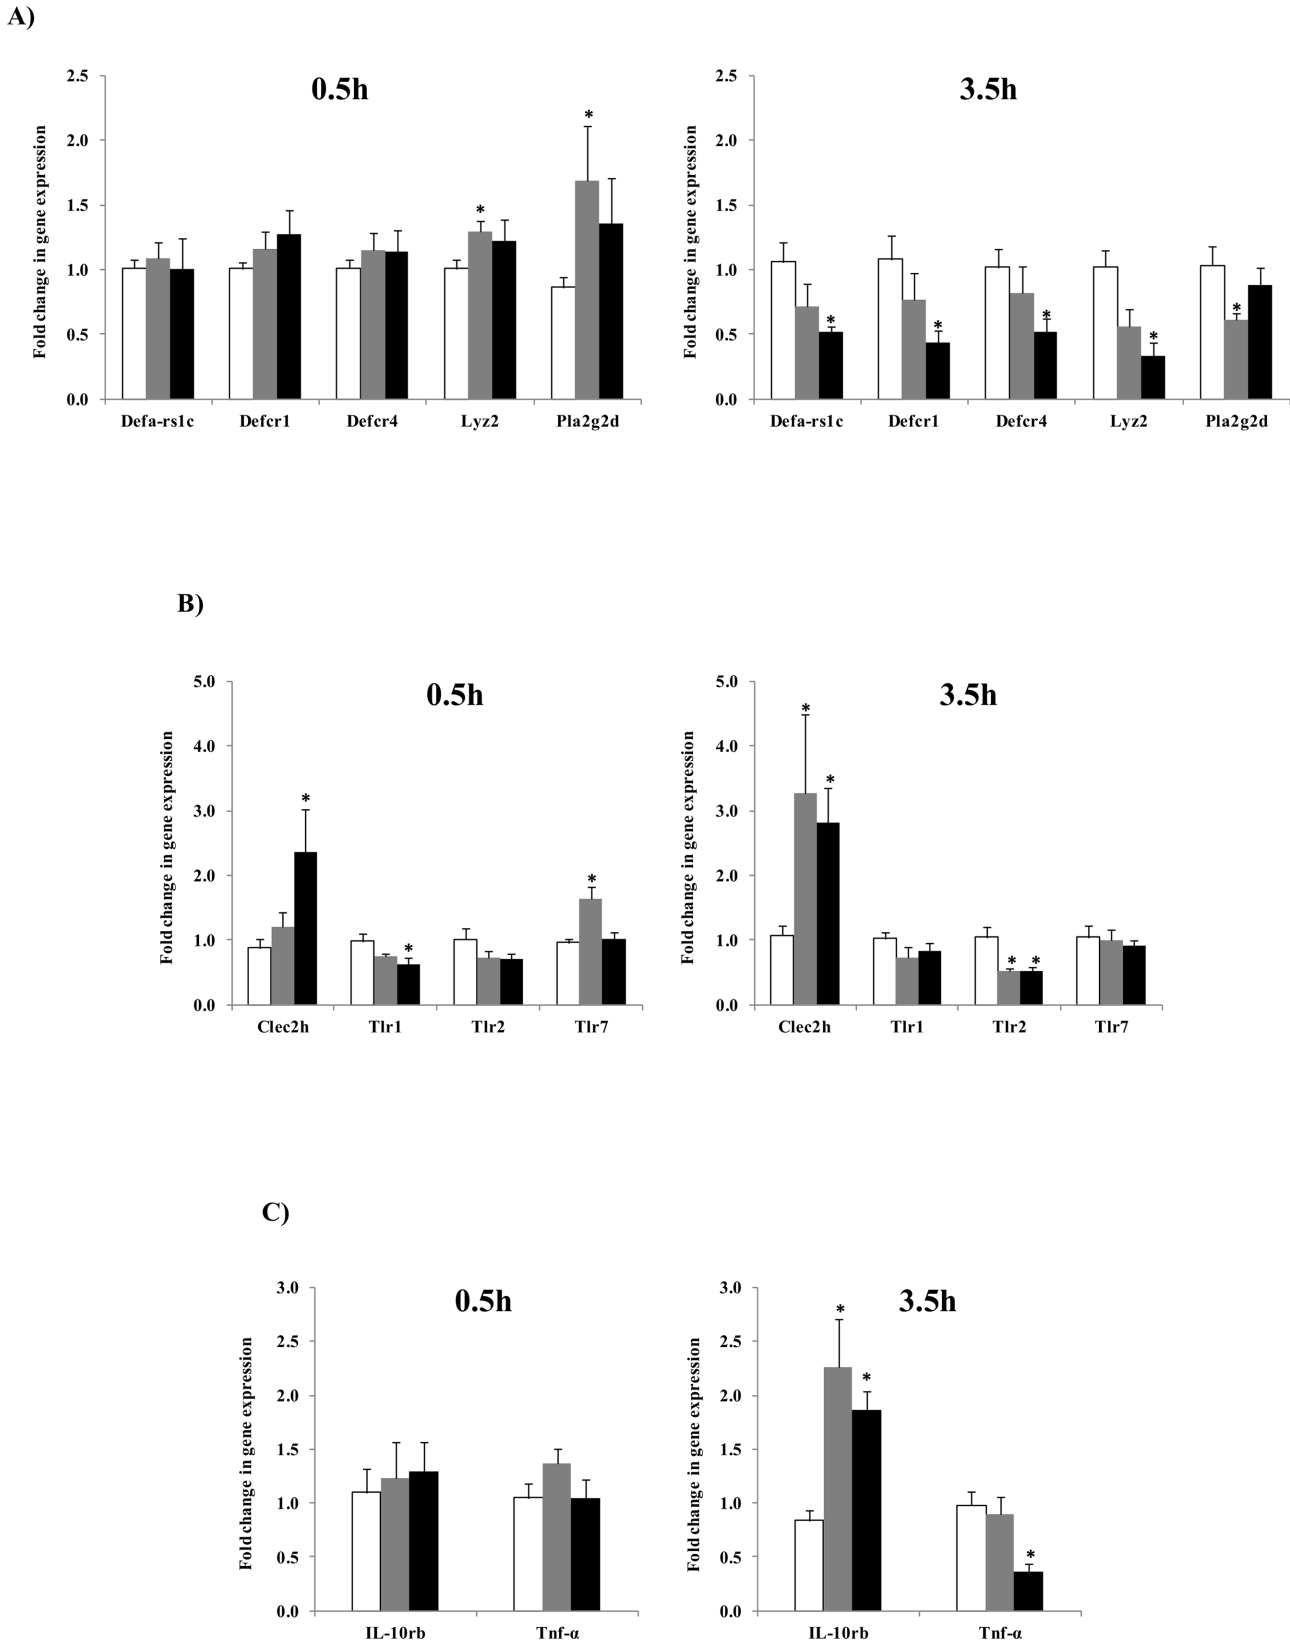 A)
0.5h
3.5h
Fold change in gene expression
2.5
2.0
1.5
1.0
0.5
0.0
*
*
Defa-rs1c Defcr1 Defcr4 Lyz2 Pla2g2d
Fold change in gene expression
2.5
2.0
1.5
1.0
0.5
0.0
*
*
*
*
*
Defa-rs1c Defcr1 Defcr4 Lyz2 Pla2g2d
B)
0.5h
3.5h
Fold change in gene expression
5.0
4.0
3.0
2.0
1.0
0.0
*
*
*
Clec2h Tlr1 Tlr2 Tlr7
Fold change in gene expression
5.0
4.0
3.0
2.0
1.0
0.0
*
*
* *
Clec2h Tlr1 Tlr2 Tlr7
C)
0.5h
3.5h
Fold change in gene expression
3.0
2.5
2.0
1.5
1.0
0.5
0.0
IL-10rb Tnf-α
Fold change in gene expression
3.0
2.5
2.0
1.5
1.0
0.5
0.0
*
*
*
IL-10rb Tnf-α